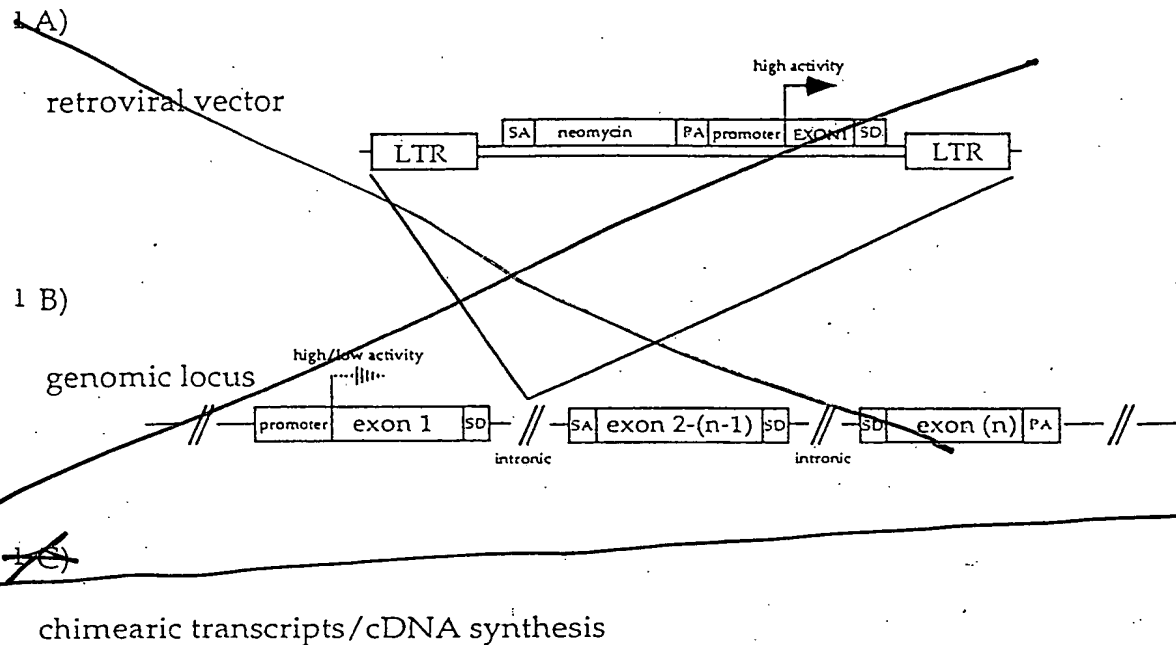 1 A)
high activity
retroviral vector
SA neomycin PA promoter EXON1 SD
LTR LTR
1 B)
high/low activity
genomic locus
promoter exon 1 SD SA exon 2-(n-1) SD SD exon (n) PA
intronic intronic
1 C)
chimearic transcripts/cDNA synthesis